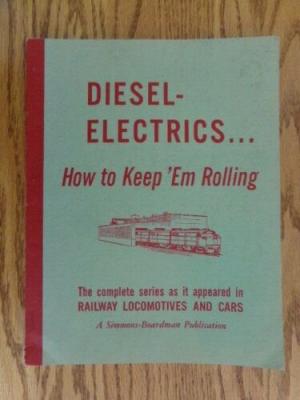 DIESEL-
ELECTRICS...
How to Keep 'Em Rolling
The complete series as it appeared in
RAILWAY LOCOMOTIVES AND CARS
A Simmons-Boardman Publication